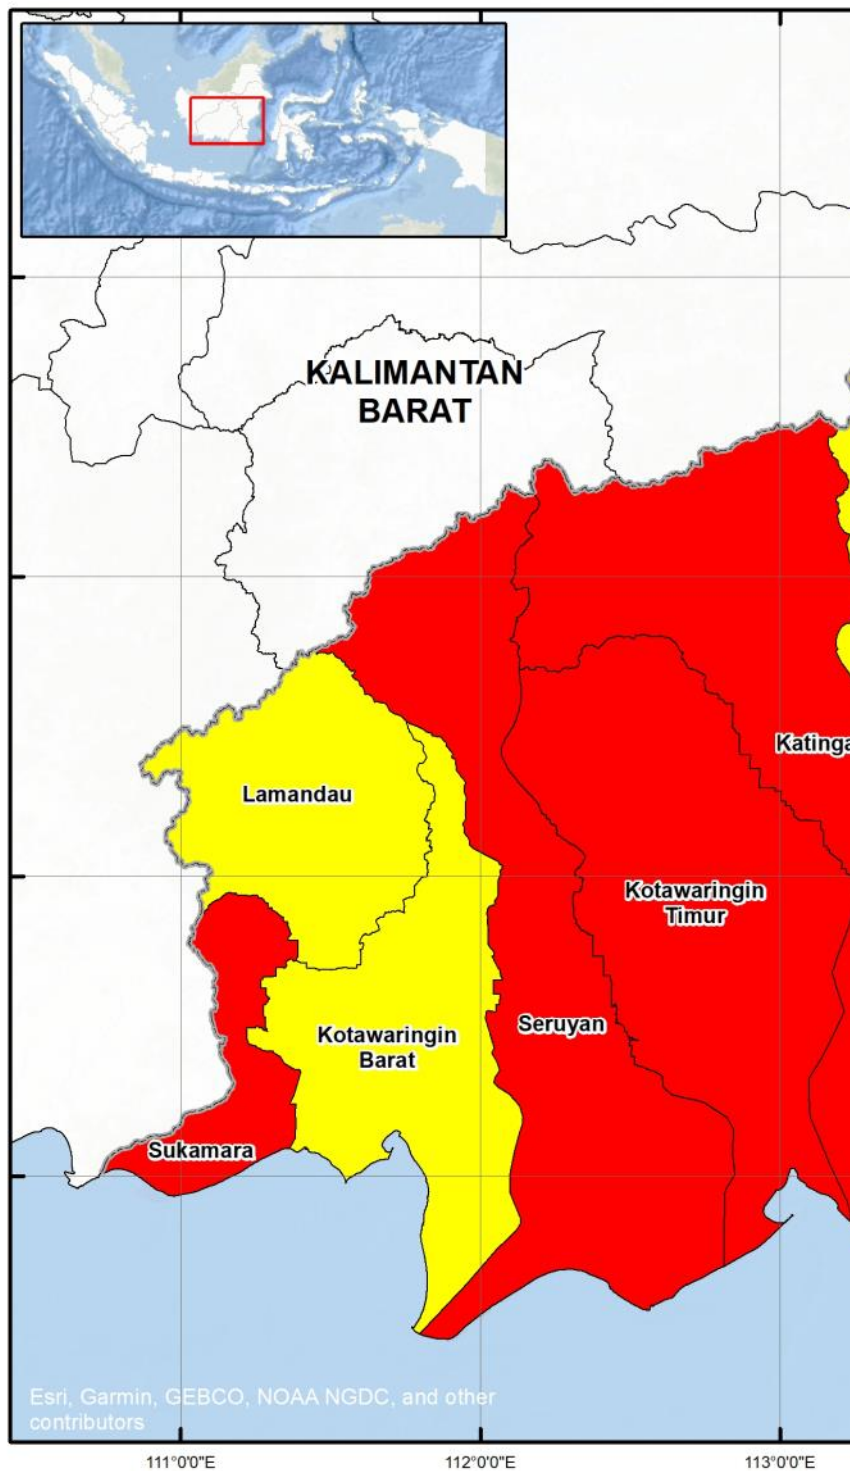 KALIMANTAN
BARAT
Katinga
Lamandau
Kotawaringin
Timur
Seruyan
Kotawaringin
Barat
Sukamara
Esri, Garmin, GEBCO, NOAA NGDC, and other
contributors
111°0'0"E
112°0'0"E
113°0'0"E